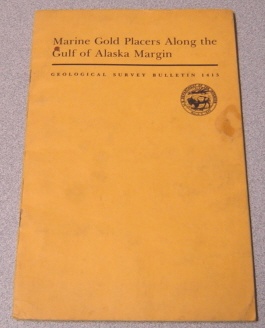 Marine Gold Placers Along the
Gulf of Alaska Margin
GEOLOGICAL SURVEY BULLETIN 1415